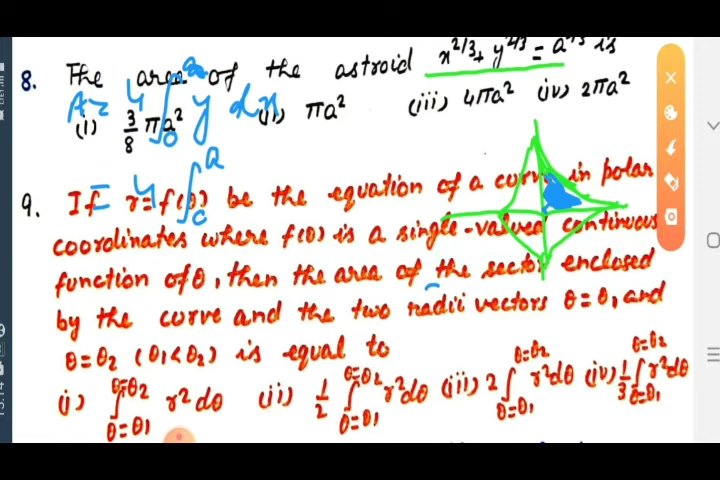 8. The area of the astroid x^{2/3} + y^{2/3} = a^{2/3} is
A = 4 ∫_0^a y dx
(i) 3/8 πa² (ii) πa² (iii) 4πa² (iv) 2πa²
= 4 ∫_0^a
9. If r = f(θ) be the equation of a curve in polar
coordinates where f(θ) is a single-valued continuous
function of θ, then the area of the sector enclosed
by the curve and the two radii vectors θ = θ₁ and
θ = θ₂ (θ₁ < θ₂) is equal to
(i) ∫_{θ=θ₁}^{θ=θ₂} r² dθ (ii) 1/2 ∫_{θ=θ₁}^{θ=θ₂} r² dθ (iii) 2 ∫_{θ=θ₁}^{θ=θ₂} r² dθ (iv) 1/3 ∫_{θ=θ₁}^{θ=θ₂} r² dθ